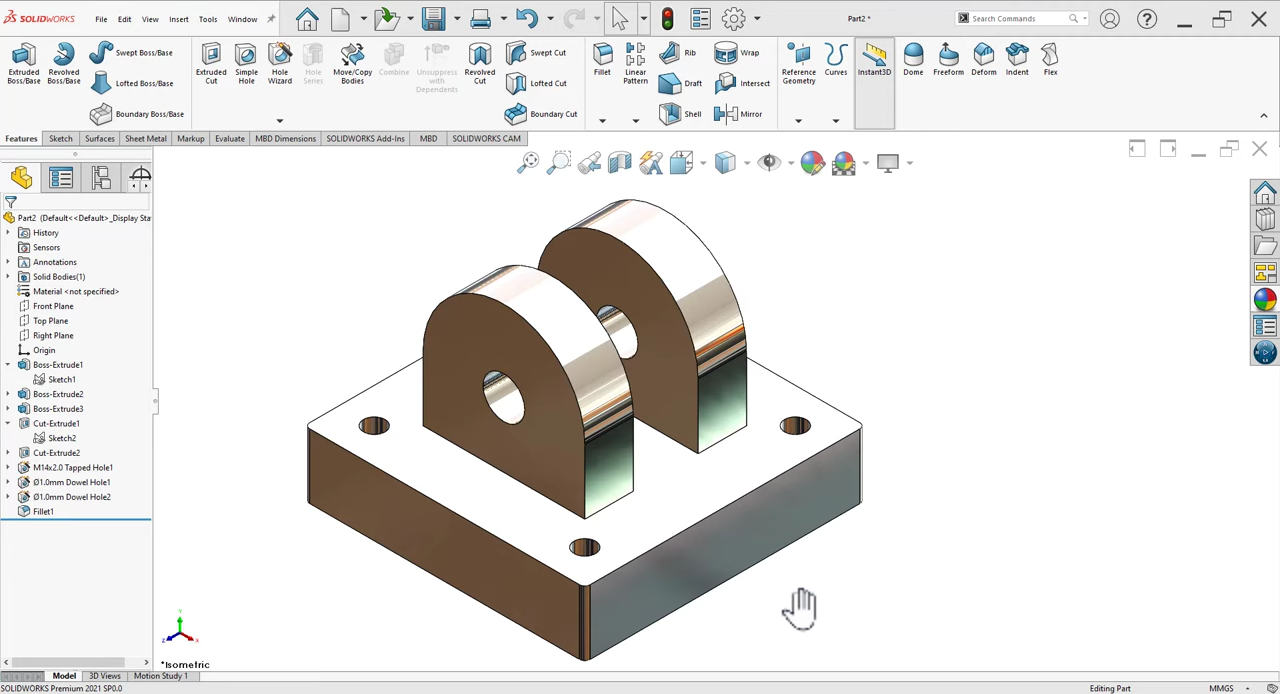 SOLIDWORKS File Edit View Insert Tools Window Part2 * Search Commands
Extruded Boss/Base
Revolved Boss/Base
Swept Boss/Base
Lofted Boss/Base
Boundary Boss/Base
Extruded Cut
Simple Hole
Hole Wizard
Hole Series
Move/Copy Bodies
Combine
Unsuppress with Dependents
Revolved Cut
Swept Cut
Lofted Cut
Boundary Cut
Fillet
Linear Pattern
Rib
Draft
Shell
Wrap
Intersect
Mirror
Reference Geometry
Curves
Instant3D
Dome
Freeform
Deform
Indent
Flex
Features Sketch Surfaces Sheet Metal Markup Evaluate MBD Dimensions SOLIDWORKS Add-Ins MBD SOLIDWORKS CAM
Part2 (Default<<Default>_Display Sta
History
Sensors
Annotations
Solid Bodies(1)
Material <not specified>
Front Plane
Top Plane
Right Plane
Origin
Boss-Extrude1
Sketch1
Boss-Extrude2
Boss-Extrude3
Cut-Extrude1
Sketch2
Cut-Extrude2
M14x2.0 Tapped Hole1
Ø1.0mm Dowel Hole1
Ø1.0mm Dowel Hole2
Fillet1
Y
Z X
*Isometric
Model 3D Views Motion Study 1
SOLIDWORKS Premium 2021 SP0.0 Editing Part MMGS